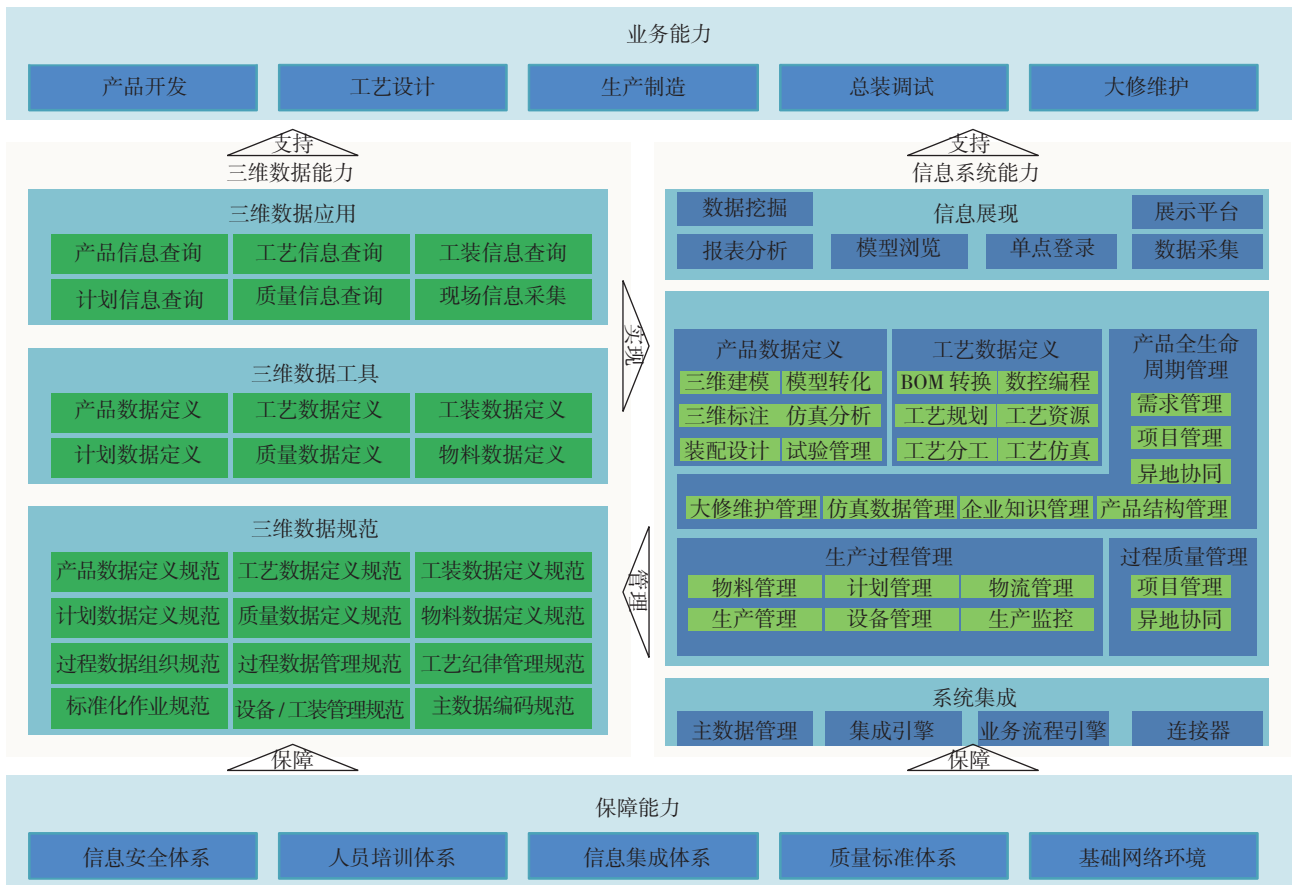 业务能力
产品开发
工艺设计
生产制造
总装调试
大修维护
支持
三维数据能力
三维数据应用
产品信息查询
工艺信息查询
工装信息查询
计划信息查询
质量信息查询
现场信息采集
三维数据工具
产品数据定义
工艺数据定义
工装数据定义
计划数据定义
质量数据定义
物料数据定义
三维数据规范
产品数据定义规范
工艺数据定义规范
工装数据定义规范
计划数据定义规范
质量数据定义规范
物料数据定义规范
过程数据组织规范
过程数据管理规范
工艺纪律管理规范
标准化作业规范
设备/工装管理规范
主数据编码规范
保障
实现
管理
支持
信息系统能力
数据挖掘
信息展现
展示平台
报表分析
模型浏览
单点登录
数据采集
产品数据定义
三维建模
模型转化
三维标注
仿真分析
装配设计
试验管理
工艺数据定义
BOM 转换
数控编程
工艺规划
工艺资源
工艺分工
工艺仿真
产品全生命
周期管理
需求管理
项目管理
异地协同
大修维护管理
仿真数据管理
企业知识管理
产品结构管理
生产过程管理
物料管理
计划管理
物流管理
生产管理
设备管理
生产监控
过程质量管理
项目管理
异地协同
系统集成
主数据管理
集成引擎
业务流程引擎
连接器
保障
保障能力
信息安全体系
人员培训体系
信息集成体系
质量标准体系
基础网络环境